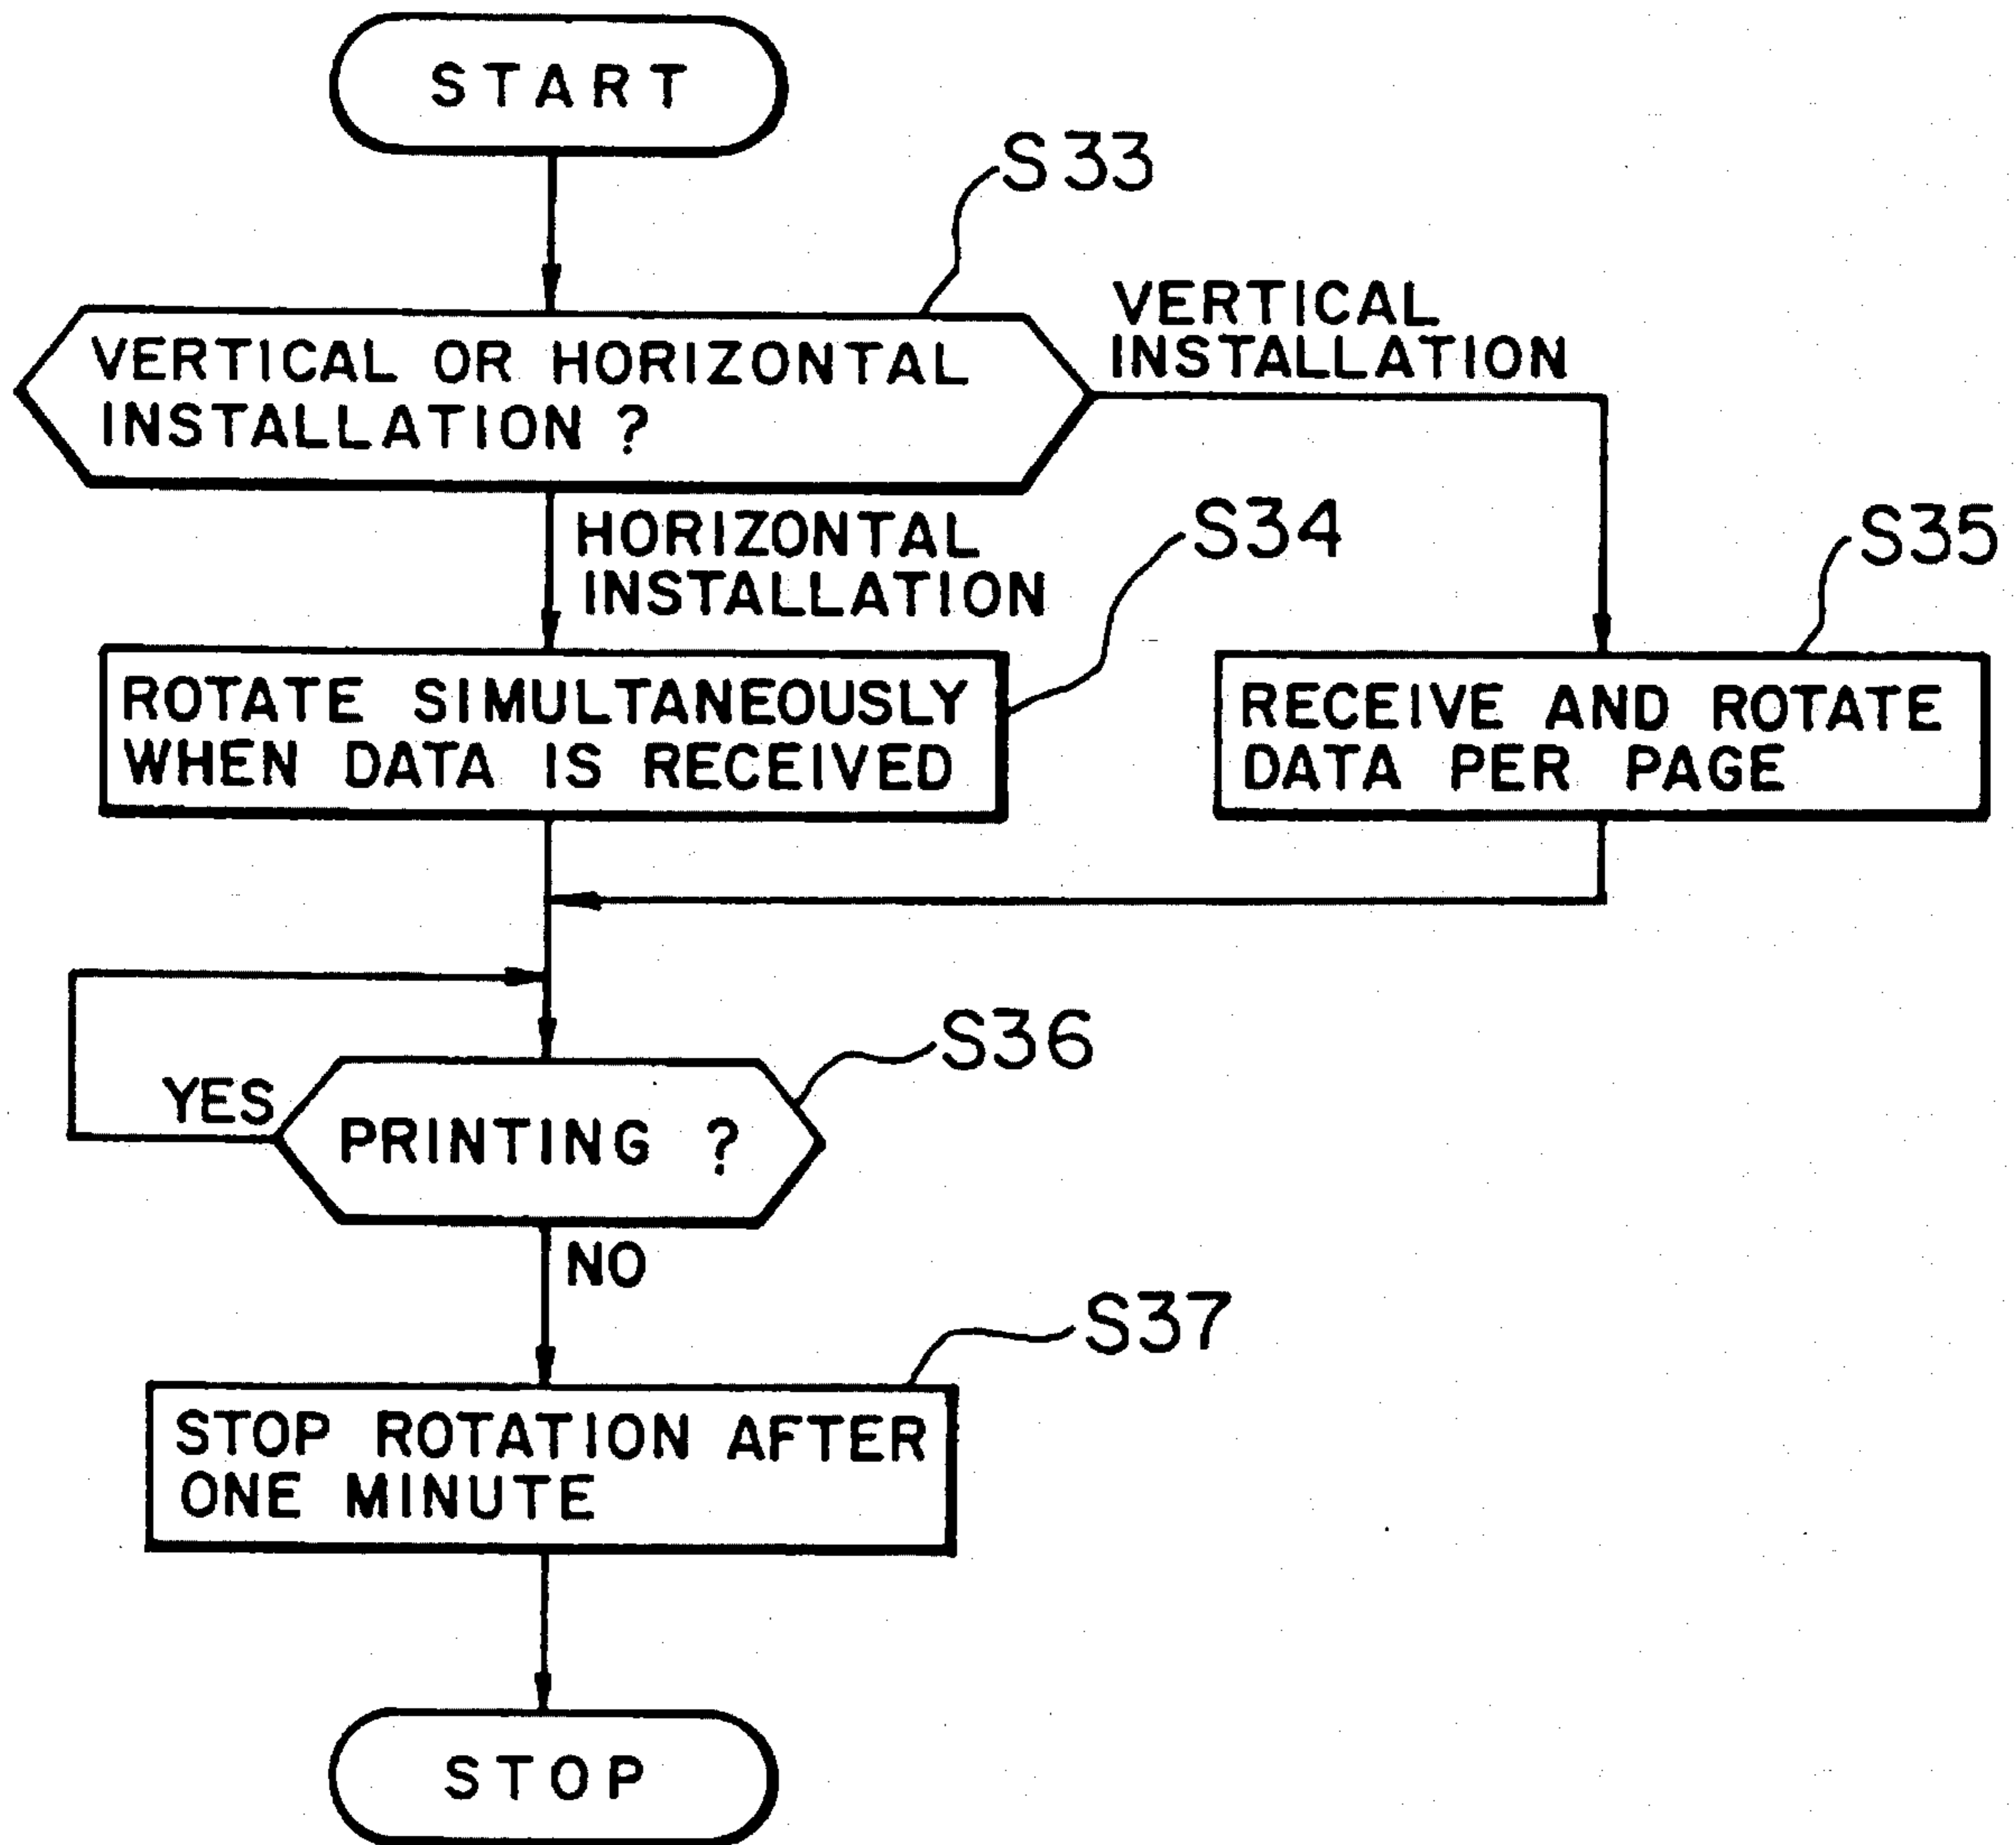 START
S33
VERTICAL OR HORIZONTAL
INSTALLATION ?
VERTICAL
INSTALLATION
HORIZONTAL
INSTALLATION
S34
S35
ROTATE SIMULTANEOUSLY
WHEN DATA IS RECEIVED
RECEIVE AND ROTATE
DATA PER PAGE
S36
YES
PRINTING ?
NO
S37
STOP ROTATION AFTER
ONE MINUTE
STOP